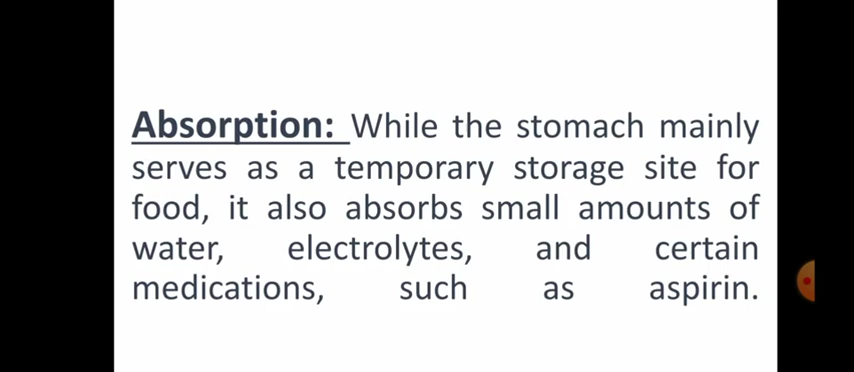 Absorption: While the stomach mainly
serves as a temporary storage site for
food, it also absorbs small amounts of
water, electrolytes, and certain
medications, such as aspirin.